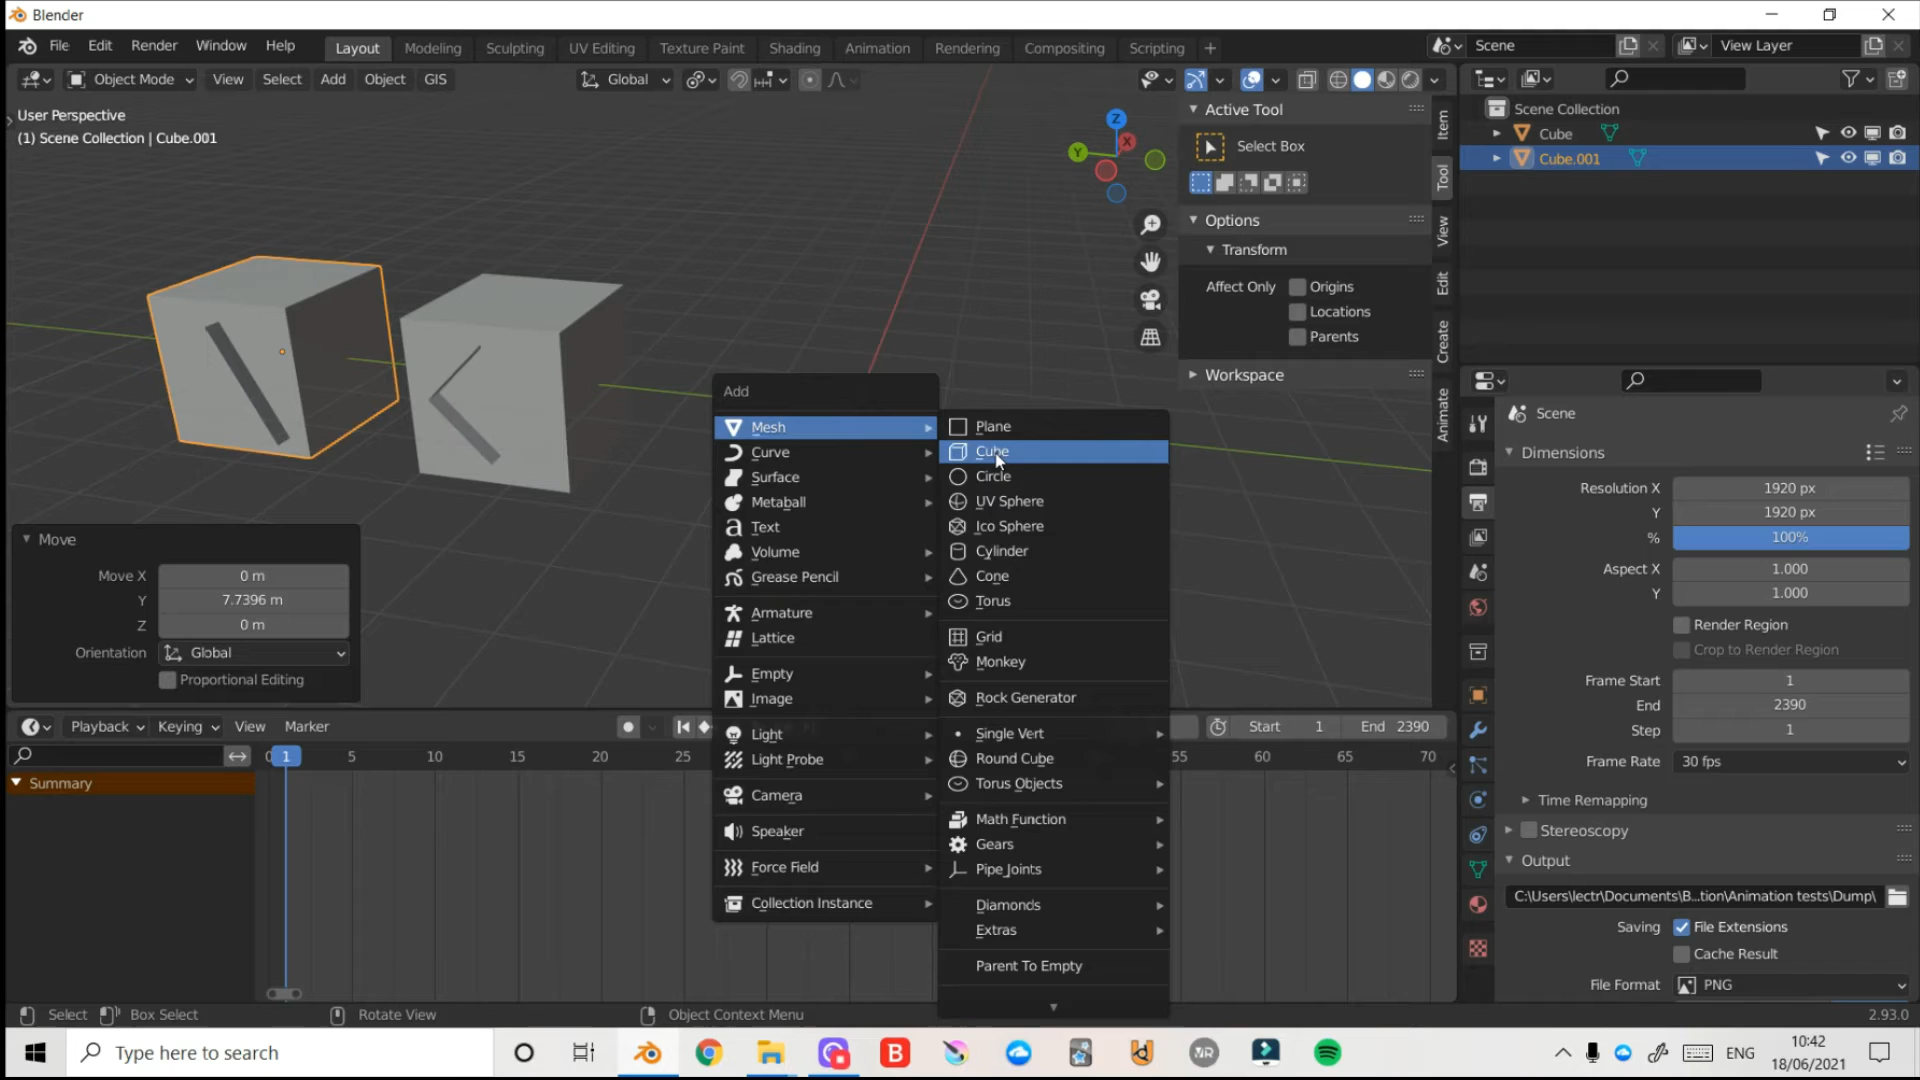 Blender
File Edit Render Window Help Layout Modeling Sculpting UV Editing Texture Paint Shading Animation Rendering Compositing Scripting + Scene View Layer
Object Mode View Select Add Object GIS Global
User Perspective
(1) Scene Collection | Cube.001
Z
X
Y
Active Tool
Select Box
Options
Transform
Affect Only Origins
Locations
Parents
Workspace
Item
Tool
View
Edit
Create
Animate
Scene Collection
Cube
Cube.001
Scene
Dimensions
Resolution X 1920 px
Y 1920 px
% 100%
Aspect X 1.000
Y 1.000
Render Region
Crop to Render Region
Frame Start 1
End 2390
Step 1
Frame Rate 30 fps
Time Remapping
Stereoscopy
Output
C:\Users\lectr\Documents\B...tion\Animation tests\Dump\
Saving File Extensions
Cache Result
File Format PNG
Add
Mesh
Curve
Surface
Metaball
Text
Volume
Grease Pencil
Armature
Lattice
Empty
Image
Light
Light Probe
Camera
Speaker
Force Field
Collection Instance
Plane
Cube
Circle
UV Sphere
Ico Sphere
Cylinder
Cone
Torus
Grid
Monkey
Rock Generator
Single Vert
Round Cube
Torus Objects
Math Function
Gears
Pipe Joints
Diamonds
Extras
Parent To Empty
Move
Move X 0 m
Y 7.7396 m
Z 0 m
Orientation Global
Proportional Editing
Playback Keying View Marker Start 1 End 2390
0 1 5 10 15 20 25 55 60 65 70
Summary
Select Box Select Rotate View Object Context Menu 2.93.0
Type here to search
B
VR
ENG
10:42
18/06/2021